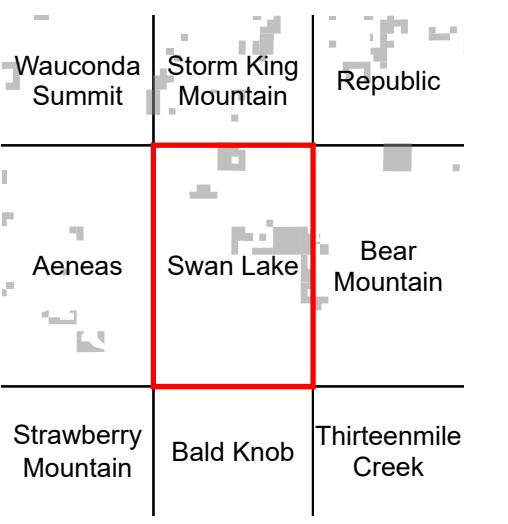 Wauconda
Summit
Storm King
Mountain
Republic
Aeneas
Swan Lake
Bear
Mountain
Strawberry
Mountain
Bald Knob
Thirteenmile
Creek